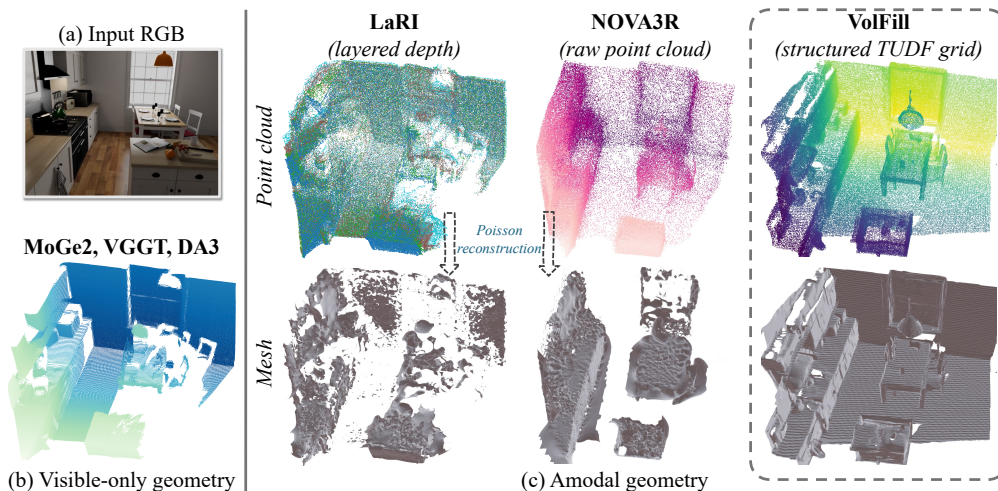 (a) Input RGB
MoGe2, VGGT, DA3
(b) Visible-only geometry
LaRI
(layered depth)
NOVA3R
(raw point cloud)
VolFill
(structured TUDF grid)
Point cloud
Poisson
reconstruction
Mesh
(c) Amodal geometry